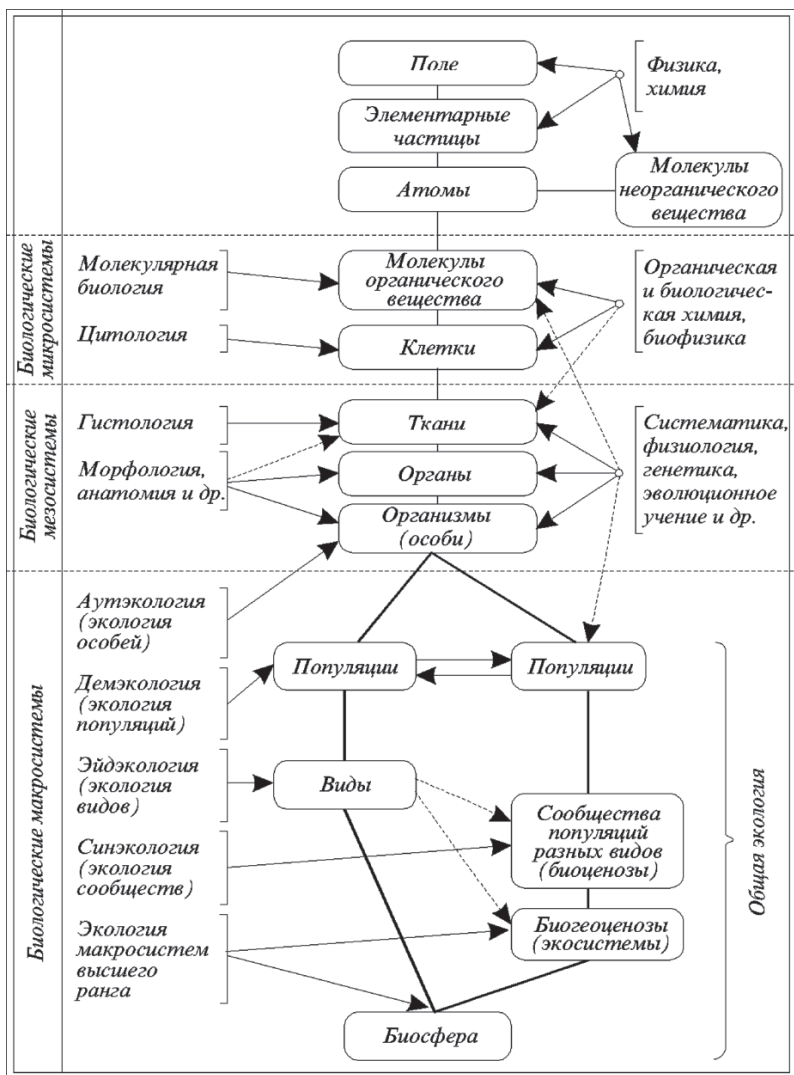 Поле
Физика,
химия
Элементарные
частицы
Атомы
Молекулы
неорганического
вещества
Биологические
микросистемы
Молекулярная
биология
Молекулы
органического
вещества
Органическая
и биологичес-
кая химия,
биофизика
Цитология
Клетки
Биологические
мезосистемы
Гистология
Ткани
Систематика,
физиология,
генетика,
эволюционное
учение и др.
Морфология,
анатомия и др.
Органы
Организмы
(особи)
Биологические макросистемы
Аутэкология
(экология
особей)
Популяции
Популяции
Демэкология
(экология
популяций)
Эйдэкология
(экология
видов)
Виды
Сообщества
популяций
разных видов
(биоценозы)
Синэкология
(экология
сообществ)
Экология
макросистем
высшего
ранга
Биогеоценозы
(экосистемы)
Биосфера
Общая экология